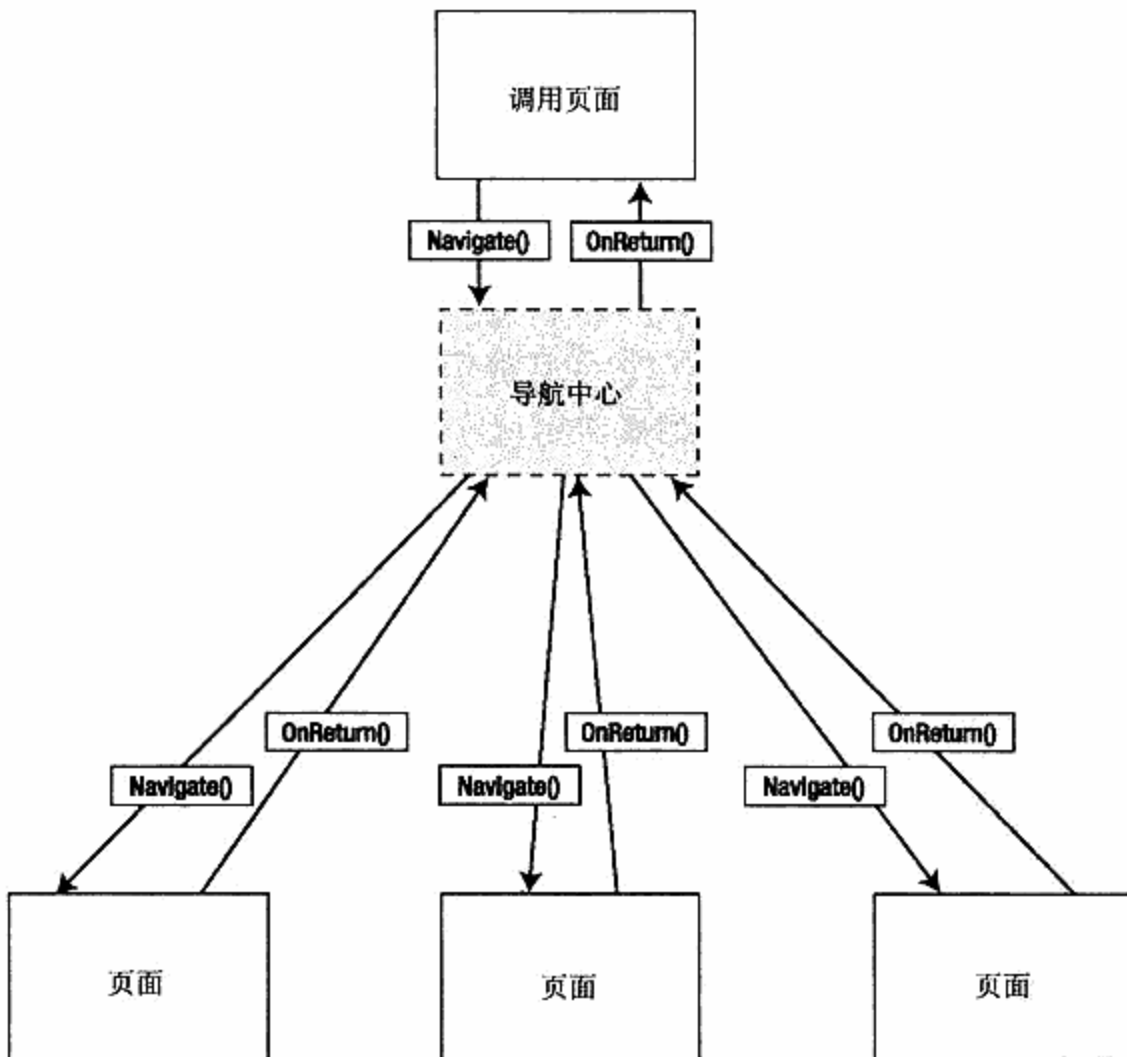 调用页面
Navigate()
OnReturn()
导航中心
OnReturn()
OnReturn()
OnReturn()
Navigate()
Navigate()
Navigate()
页面
页面
页面